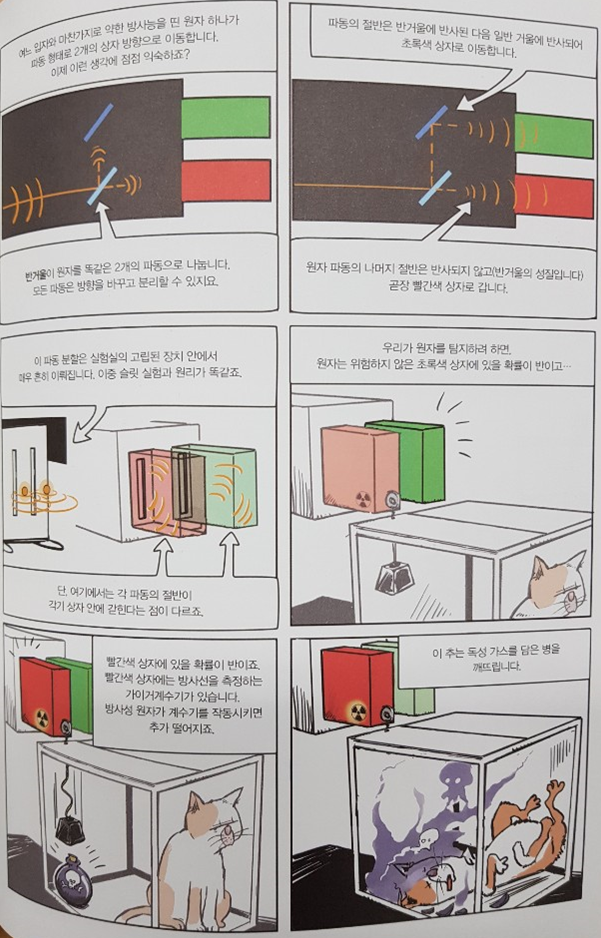 여느 입자와 마찬가지로 약한 방사능을 띤 원자 하나가
파동 형태로 2개의 상자 방향으로 이동합니다.
이제 이런 생각에 점점 익숙하죠?
파동의 절반은 반거울에 반사된 다음 일반 거울에 반사되어
초록색 상자로 이동합니다.
반거울이 원자를 똑같은 2개의 파동으로 나눕니다.
모든 파동은 방향을 바꾸고 분리할 수 있지요.
원자 파동의 나머지 절반은 반사되지 않고(반거울의 성질입니다)
곧장 빨간색 상자로 갑니다.
이 파동 분할은 실험실의 고립된 장치 안에서
매우 흔히 이뤄집니다. 이중 슬릿 실험과 원리가 똑같죠.
단, 여기에서는 각 파동의 절반이
각기 상자 안에 갇힌다는 점이 다르죠.
우리가 원자를 탐지하려 하면,
원자는 위험하지 않은 초록색 상자에 있을 확률이 반이고…
빨간색 상자에 있을 확률이 반이죠.
빨간색 상자에는 방사선을 측정하는
가이거계수기가 있습니다.
방사성 원자가 계수기를 작동시키면
추가 떨어지죠.
이 추는 독성 가스를 담은 병을
깨뜨립니다.